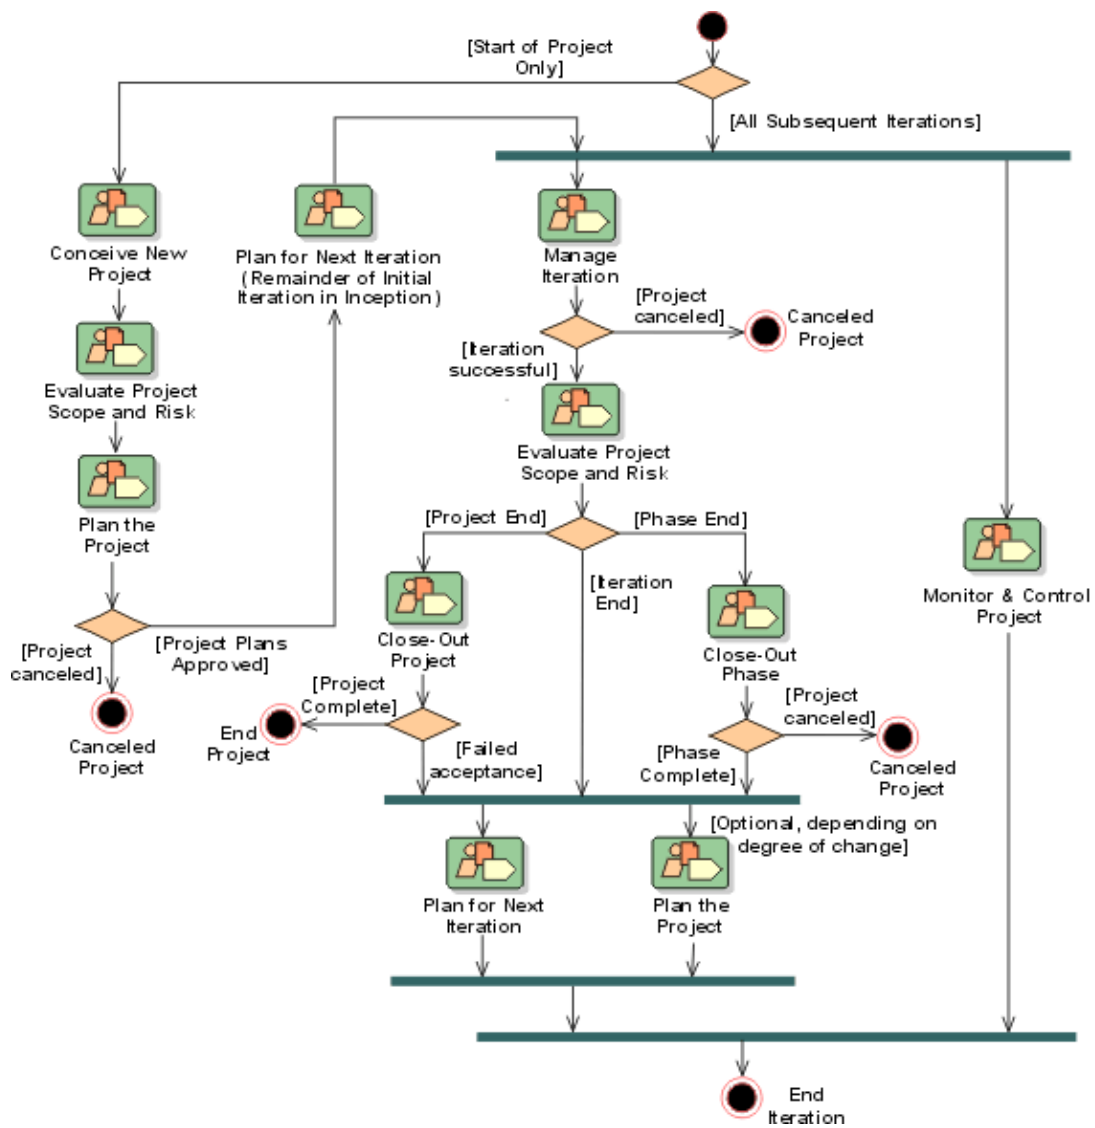 [Start of Project
Only]
[All Subsequent Iterations]
Conceive New
Project
Plan for Next Iteration
(Remainder of Initial
Iteration in Inception)
Manage
Iteration
[Project
canceled]
Canceled
Project
[Iteration
successful]
Evaluate Project
Scope and Risk
Evaluate Project
Scope and Risk
Plan the
Project
[Project End]
[Phase End]
[Iteration
End]
Monitor & Control
Project
[Project
canceled]
[Project Plans
Approved]
Canceled
Project
Close-Out
Project
Close-Out
Phase
[Project
Complete]
End
Project
[Failed
acceptance]
[Project
canceled]
[Phase
Complete]
Canceled
Project
[Optional, depending on
degree of change]
Plan for Next
Iteration
Plan the
Project
End
Iteration